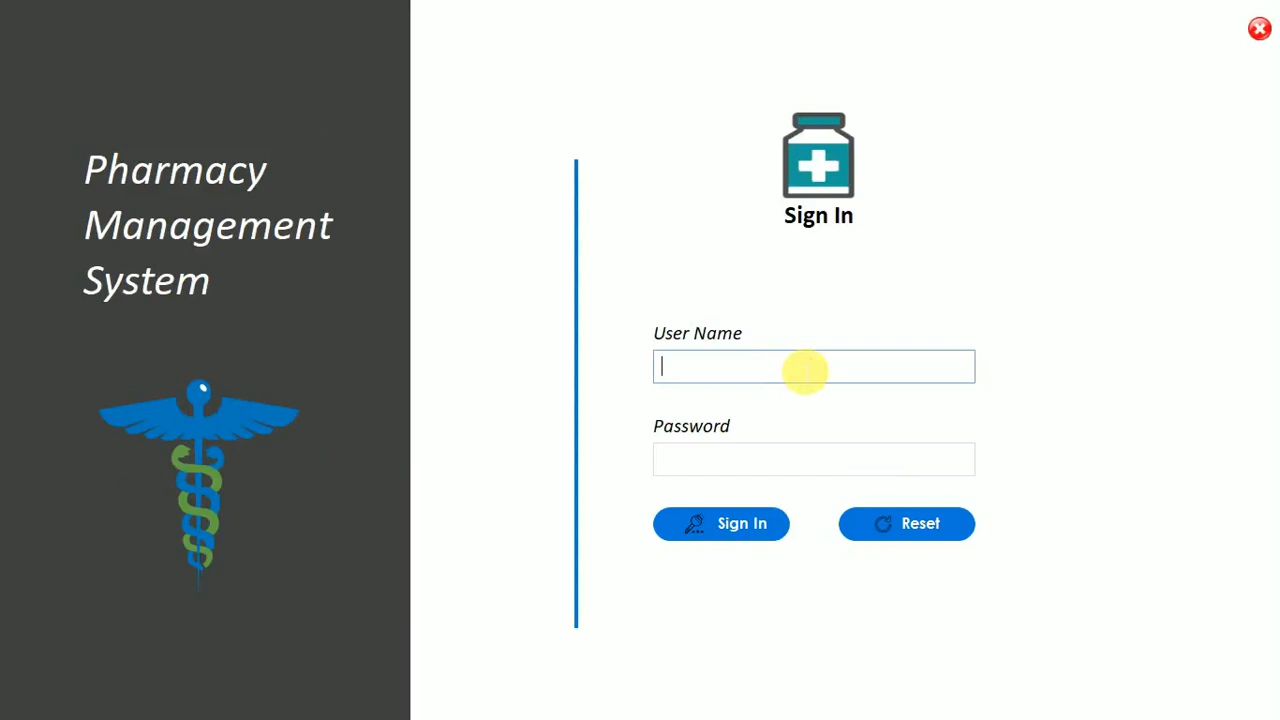 Pharmacy
Management
System
Sign In
User Name
Password
Sign In
Reset